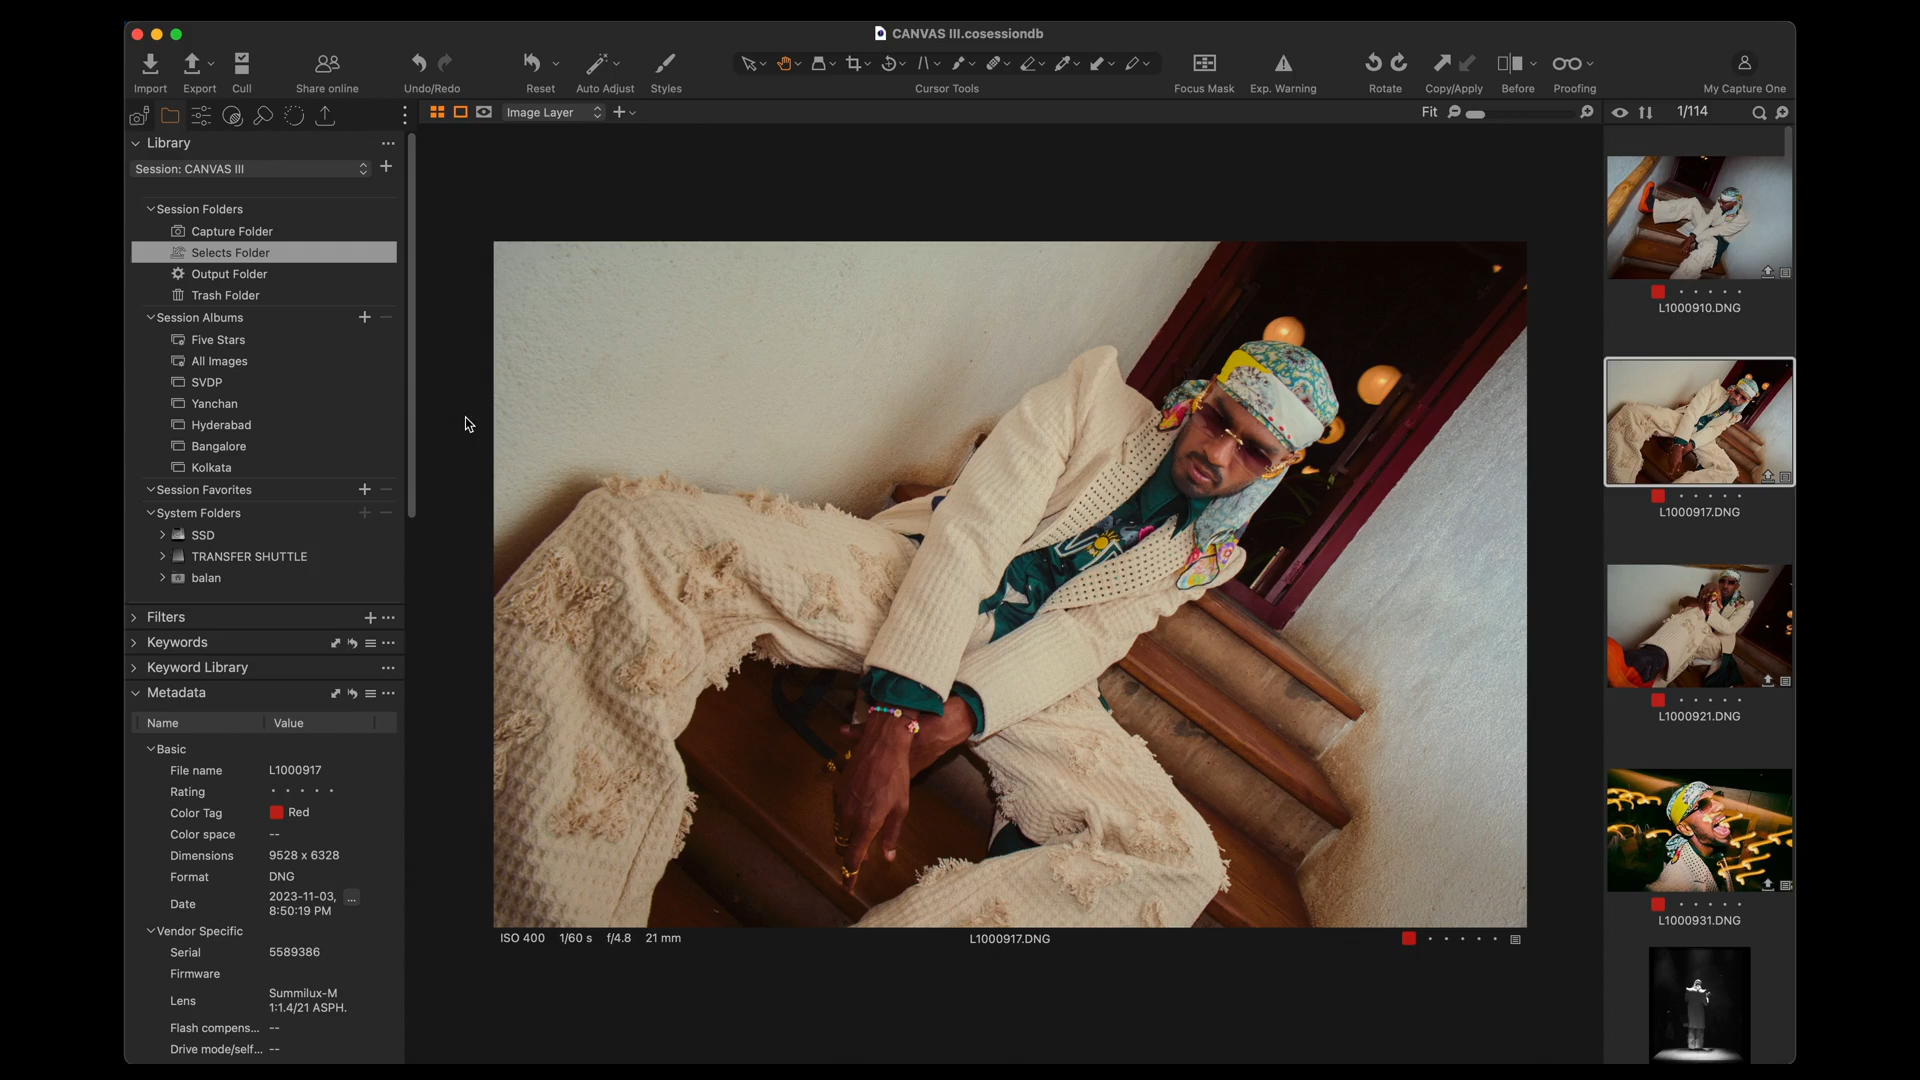 CANVAS III.cosessiondb
Import Export Cull Share online Undo/Redo Reset Auto Adjust Styles Cursor Tools Focus Mask Exp. Warning Rotate Copy/Apply Before Proofing My Capture One
Image Layer
Fit
1/114
Library
Session: CANVAS III
Session Folders
Capture Folder
Selects Folder
Output Folder
Trash Folder
Session Albums
Five Stars
All Images
SVDP
Yanchan
Hyderabad
Bangalore
Kolkata
Session Favorites
System Folders
SSD
TRANSFER SHUTTLE
balan
Filters
Keywords
Keyword Library
Metadata
Name Value
Basic
File name L1000917
Rating
Color Tag Red
Color space --
Dimensions 9528 x 6328
Format DNG
Date 2023-11-03, ...
8:50:19 PM
Vendor Specific
Serial 5589386
Firmware
Lens Summilux-M
1:1.4/21 ASPH.
Flash compens... --
Drive mode/self... --
ISO 400 1/60 s f/4.8 21 mm L1000917.DNG
L1000910.DNG
L1000917.DNG
L1000921.DNG
L1000931.DNG